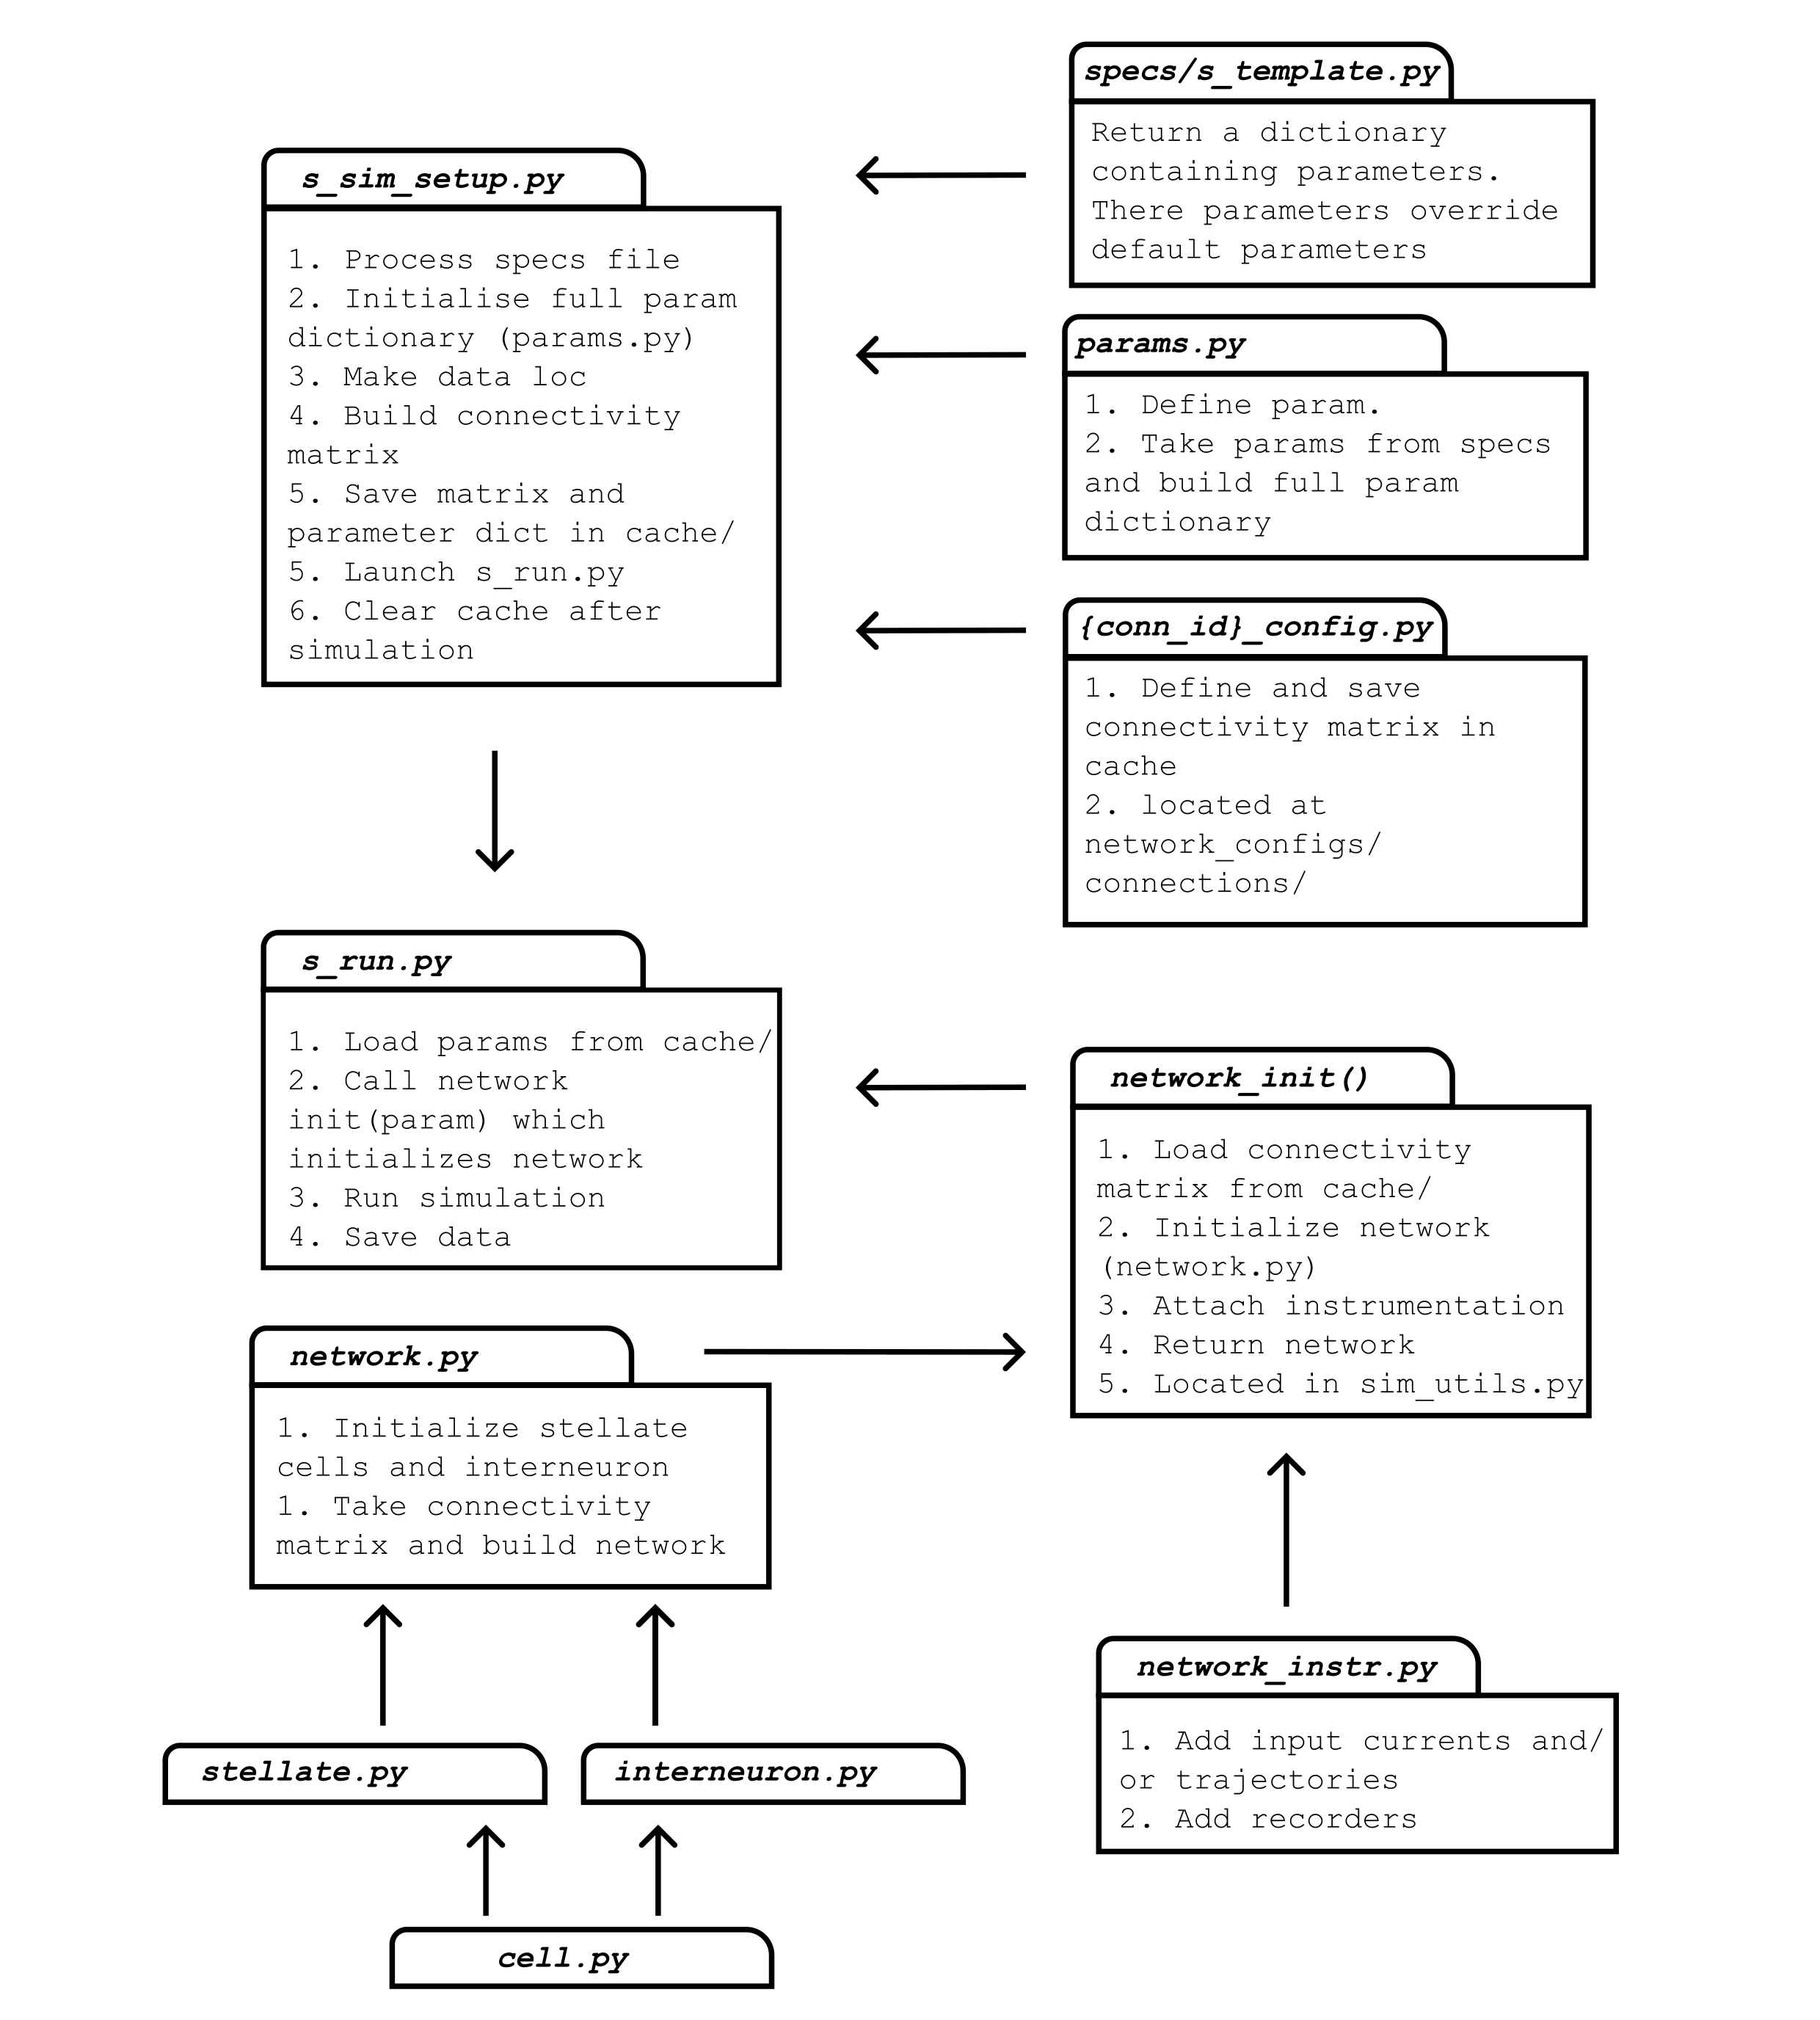 specs/s_template.py
Return a dictionary
containing parameters.
There parameters override
default parameters
s_sim_setup.py
1. Process specs file
2. Initialise full param
dictionary (params.py)
3. Make data loc
4. Build connectivity
matrix
5. Save matrix and
parameter dict in cache/
5. Launch s_run.py
6. Clear cache after
simulation
params.py
1. Define param.
2. Take params from specs
and build full param
dictionary
{conn_id}_config.py
1. Define and save
connectivity matrix in
cache
2. located at
network_configs/
connections/
s_run.py
1. Load params from cache/
2. Call network
init(param) which
initializes network
3. Run simulation
4. Save data
network_init()
1. Load connectivity
matrix from cache/
2. Initialize network
(network.py)
3. Attach instrumentation
4. Return network
5. Located in sim_utils.py
network.py
1. Initialize stellate
cells and interneuron
1. Take connectivity
matrix and build network
network_instr.py
1. Add input currents and/
or trajectories
2. Add recorders
stellate.py
interneuron.py
cell.py